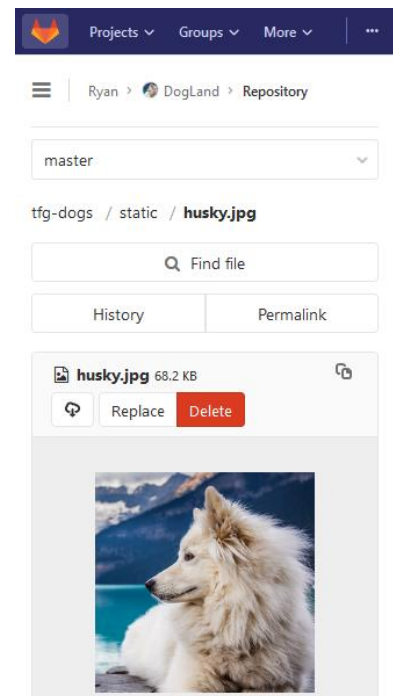 Projects Groups More
Ryan > DogLand > Repository
master
tfg-dogs / static / husky.jpg
Find file
History Permalink
husky.jpg 68.2 KB
Replace Delete